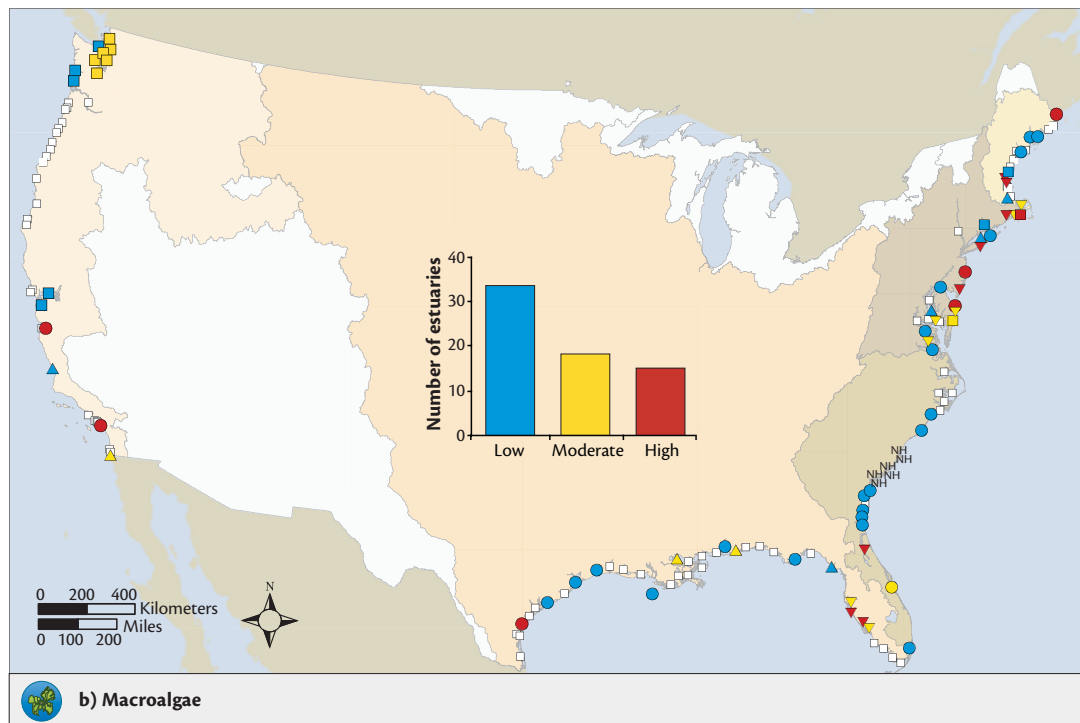 40
30
20
10
0
Number of estuaries
Low Moderate High
NH
NH
NH
NH NH
NH
N
0 200 400
Kilometers
Miles
0 100 200
b) Macroalgae